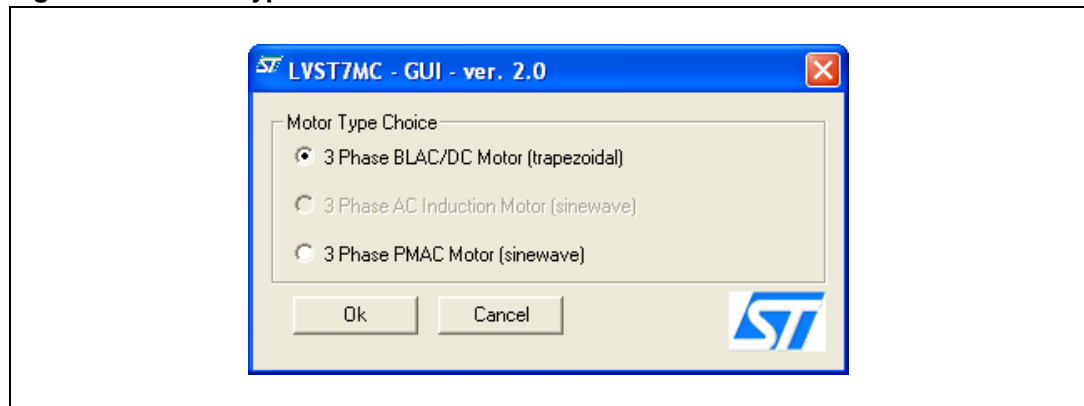 LVST7MC - GUI - ver. 2.0
Motor Type Choice
3 Phase BLAC/DC Motor (trapezoidal)
3 Phase AC Induction Motor (sinewave)
3 Phase PMAC Motor (sinewave)
Ok Cancel
ST